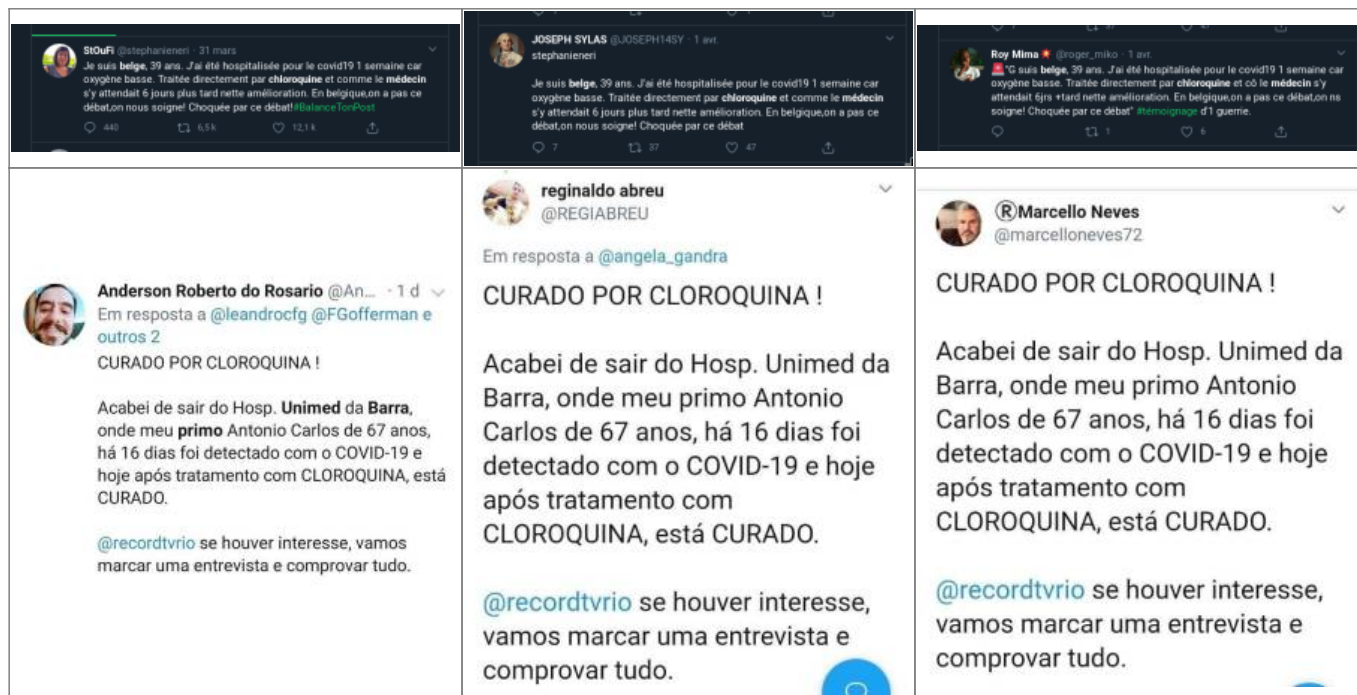 StOuFi @stephanieneri · 31 mars
Je suis belge, 39 ans. J'ai été hospitalisée pour le covid19 1 semaine car
oxygène basse. Traitée directement par chloroquine et comme le médecin
s'y attendait 6 jours plus tard nette amélioration. En belgique,on a pas ce
débat,on nous soigne! Choquée par ce débat!#BalanceTonPost
440 6,5 k 12,1 k
JOSEPH SYLAS @JOSEPH14SY · 1 avr.
stephanieneri
Je suis belge, 39 ans. J'ai été hospitalisée pour le covid19 1 semaine car
oxygène basse. Traitée directement par chloroquine et comme le médecin
s'y attendait 6 jours plus tard nette amélioration. En belgique,on a pas ce
débat,on nous soigne! Choquée par ce débat
7 37 47
Roy Mima @roger_miko · 1 avr.
"G suis belge, 39 ans. J'ai été hospitalisée pour le covid19 1 semaine car
oxygène basse. Traitée directement par chloroquine et cô le médecin s'y
attendait 6jrs +tard nette amélioration. En belgique,on a pas ce débat,on ns
soigne! Choquée par ce débat" #témoignage d'1 guerrie.
1 6
Anderson Roberto do Rosario @An... · 1 d
Em resposta a @leandrocfg @FGofferman e
outros 2
CURADO POR CLOROQUINA !
Acabei de sair do Hosp. Unimed da Barra,
onde meu primo Antonio Carlos de 67 anos,
há 16 dias foi detectado com o COVID-19 e
hoje após tratamento com CLOROQUINA, está
CURADO.
@recordtvrio se houver interesse, vamos
marcar uma entrevista e comprovar tudo.
reginaldo abreu
@REGIABREU
Em resposta a @angela_gandra
CURADO POR CLOROQUINA !
Acabei de sair do Hosp. Unimed da
Barra, onde meu primo Antonio
Carlos de 67 anos, há 16 dias foi
detectado com o COVID-19 e hoje
após tratamento com
CLOROQUINA, está CURADO.
@recordtvrio se houver interesse,
vamos marcar uma entrevista e
comprovar tudo.
®Marcello Neves
@marcelloneves72
CURADO POR CLOROQUINA !
Acabei de sair do Hosp. Unimed da
Barra, onde meu primo Antonio
Carlos de 67 anos, há 16 dias foi
detectado com o COVID-19 e hoje
após tratamento com
CLOROQUINA, está CURADO.
@recordtvrio se houver interesse,
vamos marcar uma entrevista e
comprovar tudo.